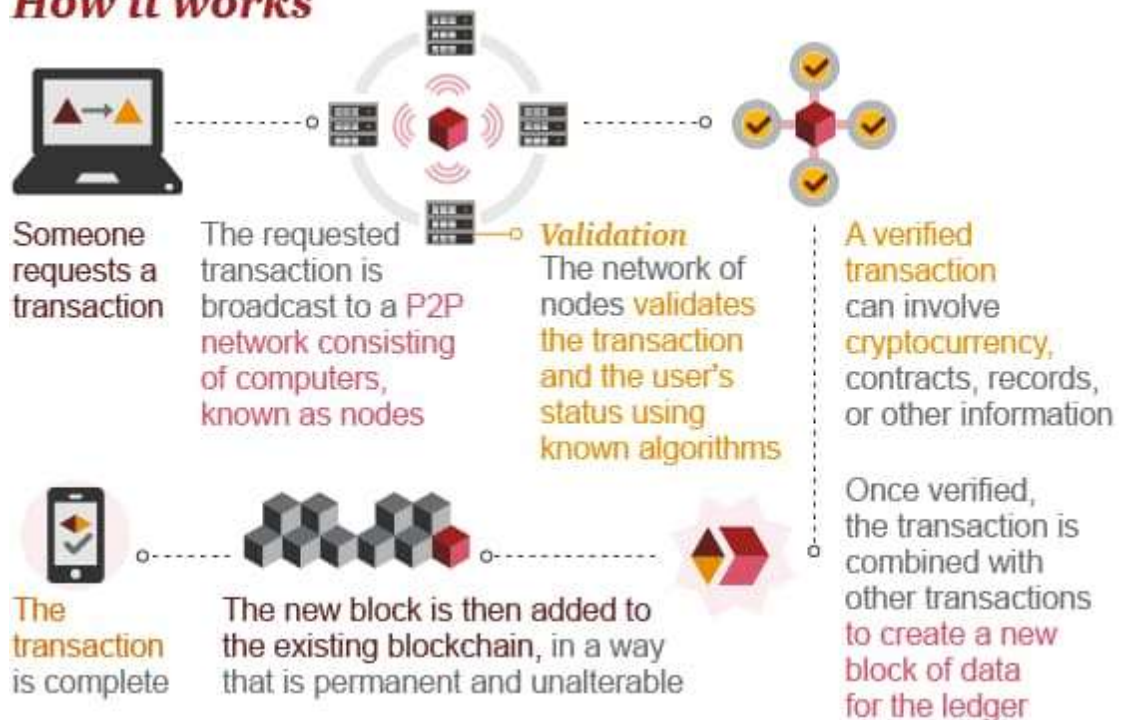 How it works
Someone
requests a
transaction
The requested
transaction is
broadcast to a P2P
network consisting
of computers,
known as nodes
Validation
The network of
nodes validates
the transaction
and the user's
status using
known algorithms
A verified
transaction
can involve
cryptocurrency,
contracts, records,
or other information
Once verified,
the transaction is
combined with
other transactions
to create a new
block of data
for the ledger
The new block is then added to
the existing blockchain, in a way
that is permanent and unalterable
The
transaction
is complete